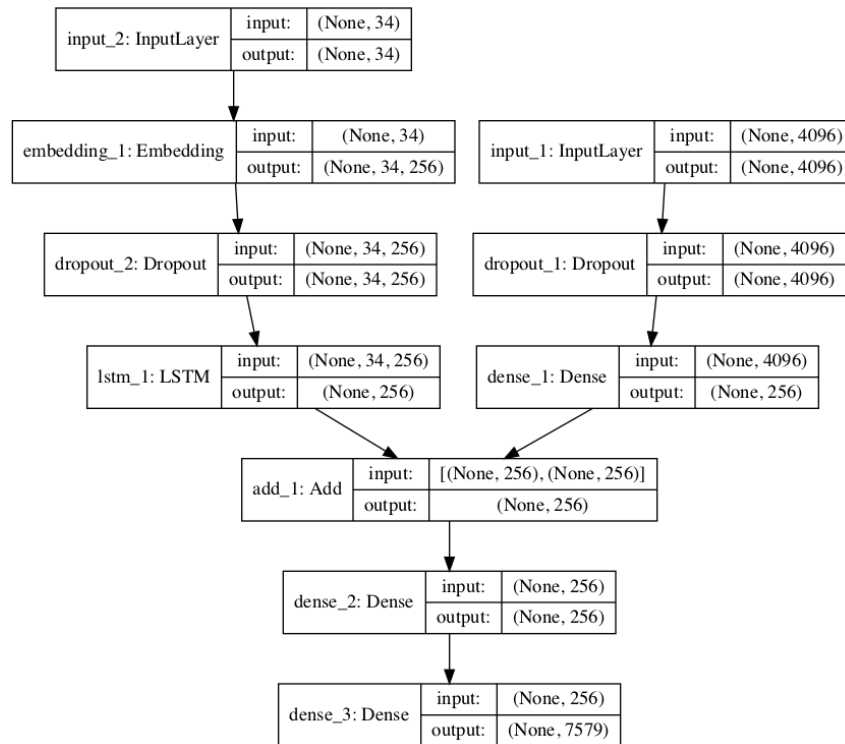 input_2: InputLayer
input: (None, 34)
output: (None, 34)
embedding_1: Embedding
input: (None, 34)
output: (None, 34, 256)
input_1: InputLayer
input: (None, 4096)
output: (None, 4096)
dropout_2: Dropout
input: (None, 34, 256)
output: (None, 34, 256)
dropout_1: Dropout
input: (None, 4096)
output: (None, 4096)
lstm_1: LSTM
input: (None, 34, 256)
output: (None, 256)
dense_1: Dense
input: (None, 4096)
output: (None, 256)
add_1: Add
input: [(None, 256), (None, 256)]
output: (None, 256)
dense_2: Dense
input: (None, 256)
output: (None, 256)
dense_3: Dense
input: (None, 256)
output: (None, 7579)